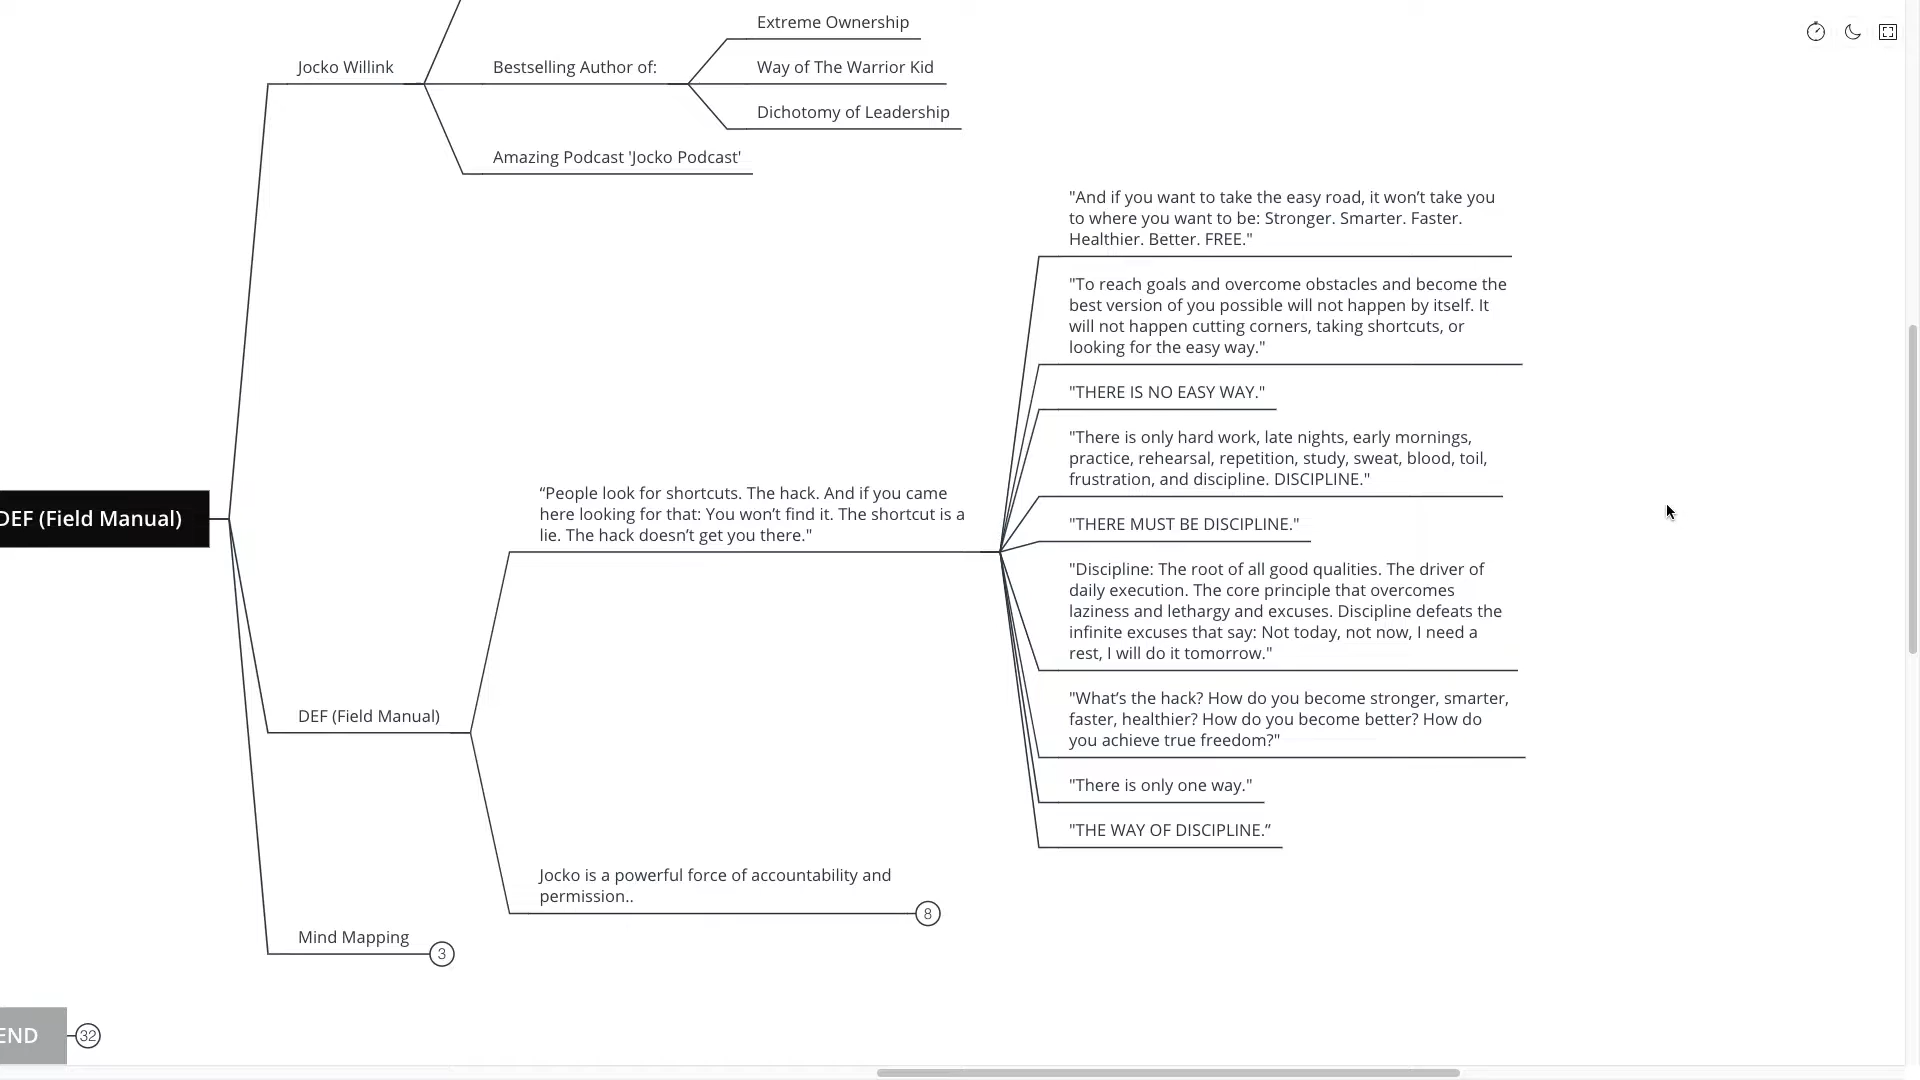 Extreme Ownership
Jocko Willink
Bestselling Author of:
Way of The Warrior Kid
Dichotomy of Leadership
Amazing Podcast 'Jocko Podcast'
"And if you want to take the easy road, it won’t take you
to where you want to be: Stronger. Smarter. Faster.
Healthier. Better. FREE."
"To reach goals and overcome obstacles and become the
best version of you possible will not happen by itself. It
will not happen cutting corners, taking shortcuts, or
looking for the easy way."
"THERE IS NO EASY WAY."
"There is only hard work, late nights, early mornings,
practice, rehearsal, repetition, study, sweat, blood, toil,
frustration, and discipline. DISCIPLINE."
DEF (Field Manual)
“People look for shortcuts. The hack. And if you came
here looking for that: You won’t find it. The shortcut is a
lie. The hack doesn’t get you there."
"THERE MUST BE DISCIPLINE."
"Discipline: The root of all good qualities. The driver of
daily execution. The core principle that overcomes
laziness and lethargy and excuses. Discipline defeats the
infinite excuses that say: Not today, not now, I need a
rest, I will do it tomorrow."
"What’s the hack? How do you become stronger, smarter,
faster, healthier? How do you become better? How do
you achieve true freedom?"
"There is only one way."
"THE WAY OF DISCIPLINE.”
DEF (Field Manual)
Jocko is a powerful force of accountability and
permission..
8
Mind Mapping
3
END
32